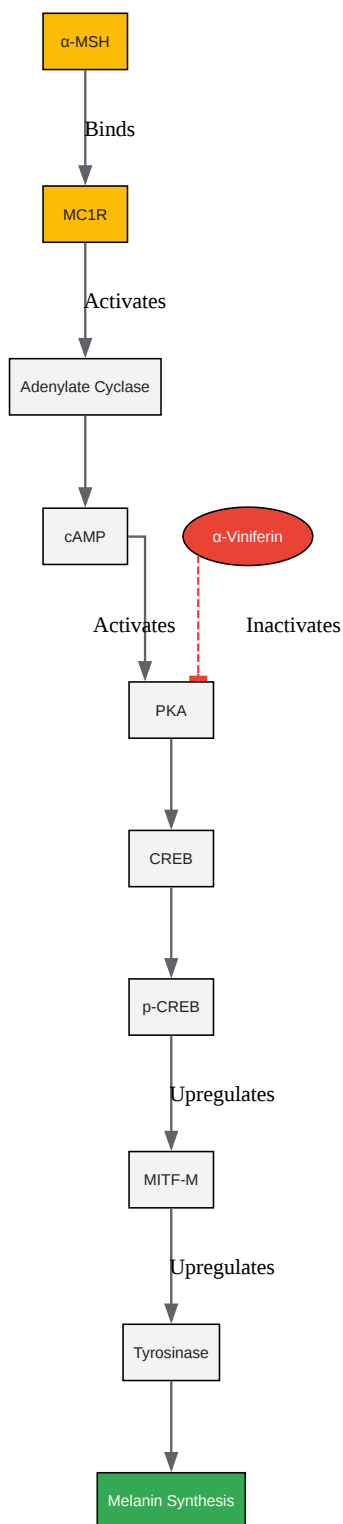 α-MSH
Binds
MC1R
Activates
Adenylate Cyclase
cAMP
α-Viniferin
Activates
Inactivates
PKA
CREB
p-CREB
Upregulates
MITF-M
Upregulates
Tyrosinase
Melanin Synthesis